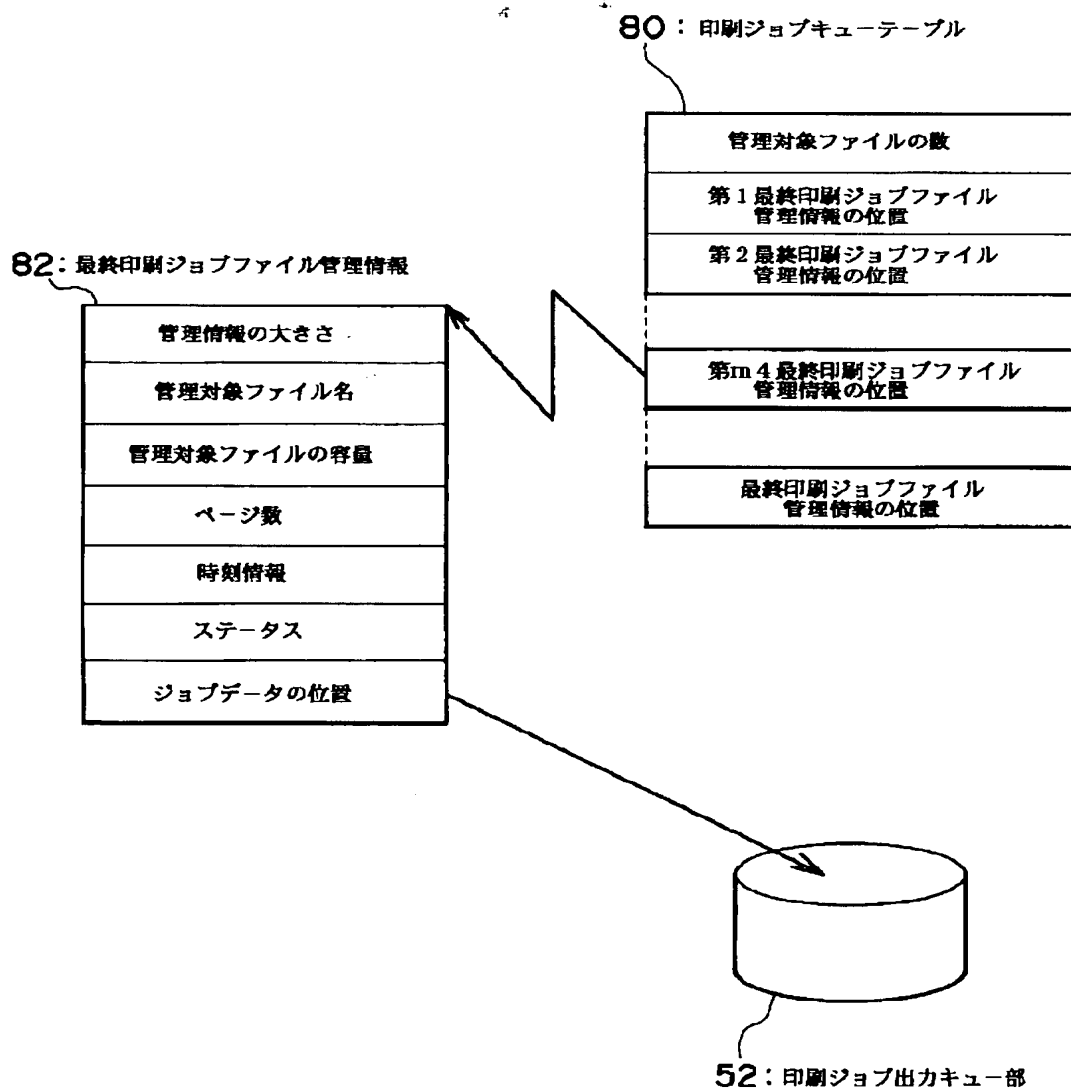 80：印刷ジョブキューテーブル
管理対象ファイルの数
第1最終印刷ジョブファイル
管理情報の位置
第2最終印刷ジョブファイル
管理情報の位置
第m4最終印刷ジョブファイル
管理情報の位置
最終印刷ジョブファイル
管理情報の位置
82：最終印刷ジョブファイル管理情報
管理情報の大きさ
管理対象ファイル名
管理対象ファイルの容量
ページ数
時刻情報
ステータス
ジョブデータの位置
52：印刷ジョブ出力キュー部